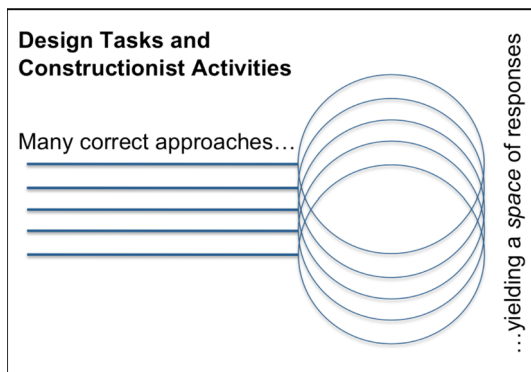 Design Tasks and
Constructionist Activities
Many correct approaches…
…yielding a space of responses